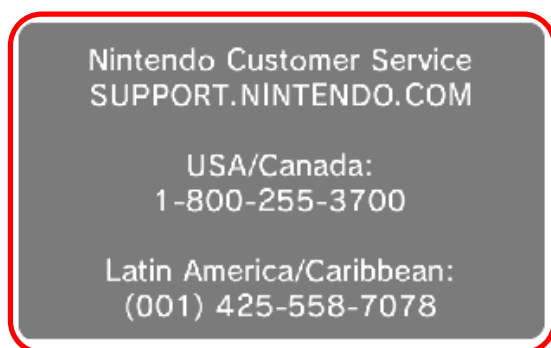 Nintendo Customer Service
SUPPORT.NINTENDO.COM
USA/Canada:
1-800-255-3700
Latin America/Caribbean:
(001) 425-558-7078